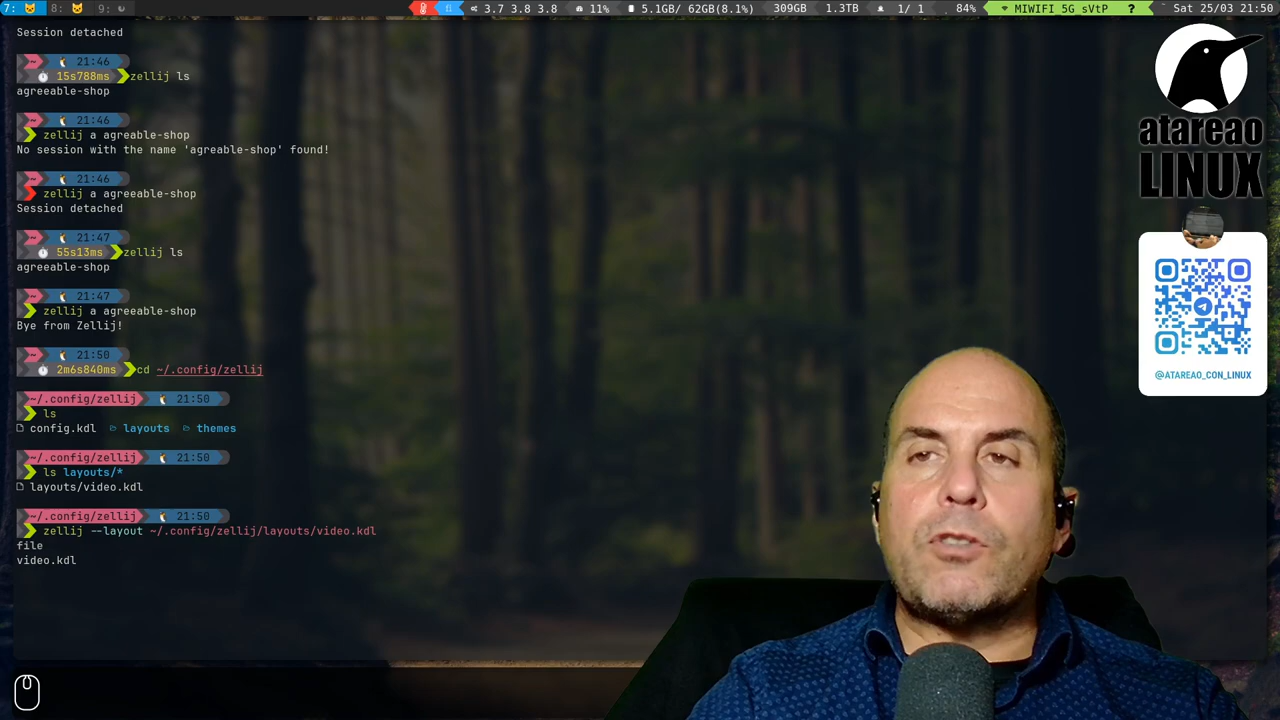 7: 8: 9: 3.7 3.8 3.8 11% 5.1GB/ 62GB(8.1%) 309GB 1.3TB 1/ 1 84% MIWIFI_5G_sVtP ? Sat 25/03 21:50
Session detached
~ 21:46
15s788ms zellij ls
agreeable-shop
~ 21:46
zellij a agreable-shop
No session with the name 'agreable-shop' found!
~ 21:46
zellij a agreeable-shop
Session detached
~ 21:47
55s13ms zellij ls
agreeable-shop
~ 21:47
zellij a agreeable-shop
Bye from Zellij!
~ 21:50
2m6s840ms cd ~/.config/zellij
~/.config/zellij 21:50
ls
config.kdl layouts themes
~/.config/zellij 21:50
ls layouts/*
layouts/video.kdl
~/.config/zellij 21:50
zellij --layout ~/.config/zellij/layouts/video.kdl
file
video.kdl
atareao
LINUX
@ATAREAO_CON_LINUX